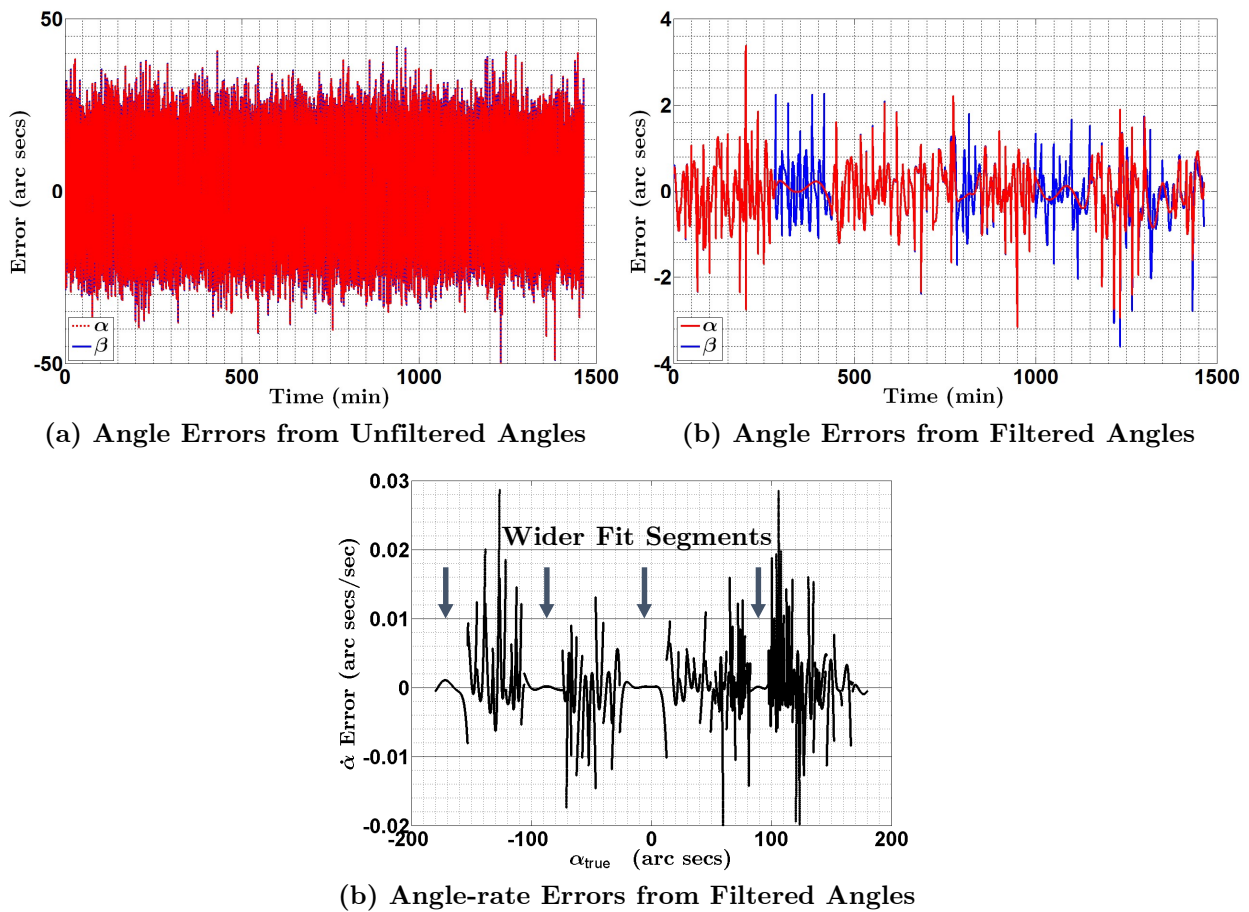 50
0
-50
Error (arc secs)
α
β
0
500
1000
1500
Time (min)
(a) Angle Errors from Unfiltered Angles
4
2
0
-2
-4
Error (arc secs)
α
β
0
500
1000
1500
Time (min)
(b) Angle Errors from Filtered Angles
0.03
0.02
0.01
0
-0.01
-0.02
α̇ Error (arc secs/sec)
Wider Fit Segments
-200
-100
0
100
200
α_true (arc secs)
(b) Angle-rate Errors from Filtered Angles